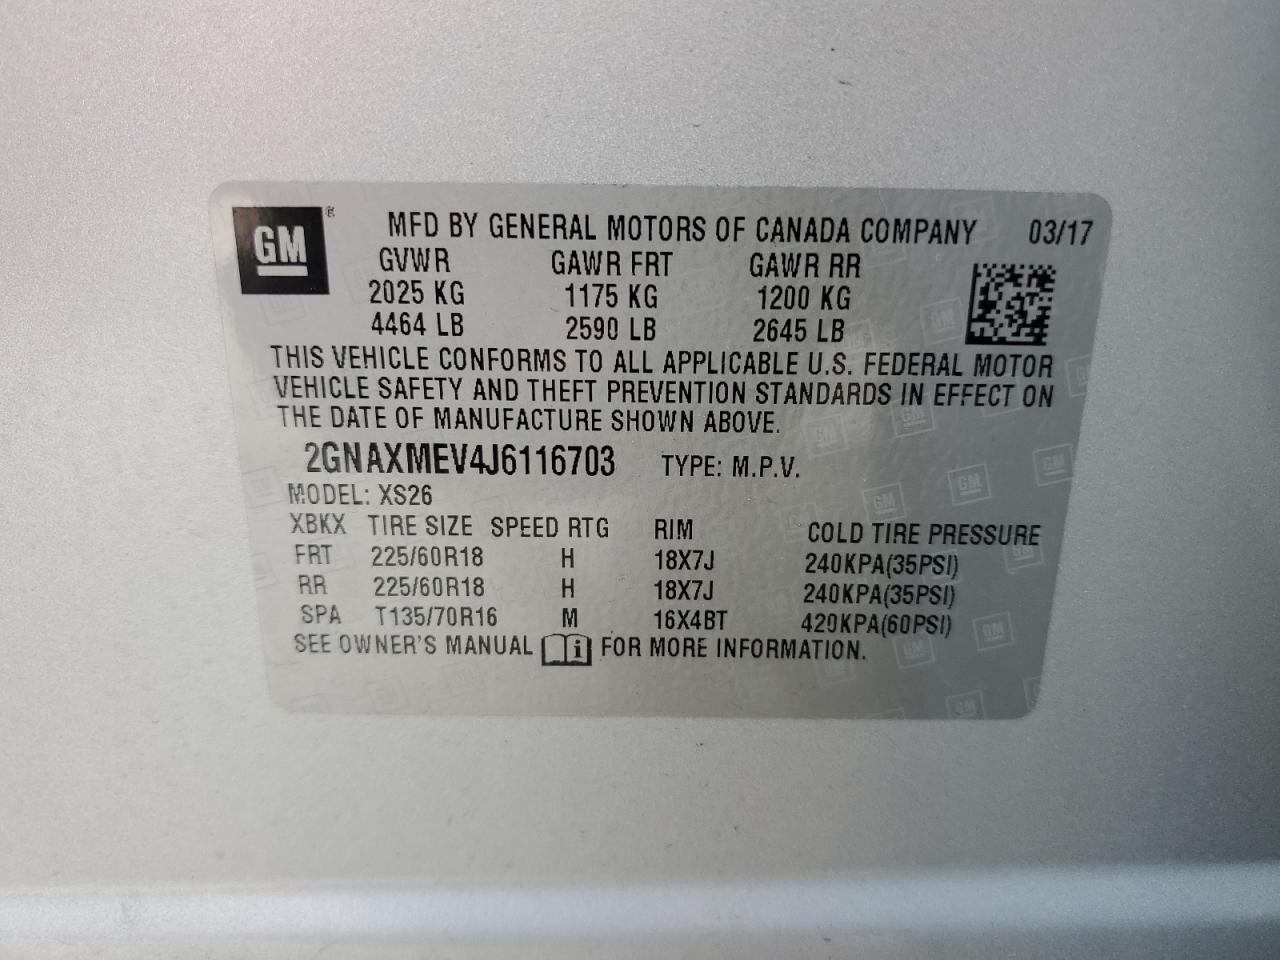 GM ® MFD BY GENERAL MOTORS OF CANADA COMPANY 03/17
GVWR GAWR FRT GAWR RR
2025 KG 1175 KG 1200 KG
4464 LB 2590 LB 2645 LB
THIS VEHICLE CONFORMS TO ALL APPLICABLE U.S. FEDERAL MOTOR
VEHICLE SAFETY AND THEFT PREVENTION STANDARDS IN EFFECT ON
THE DATE OF MANUFACTURE SHOWN ABOVE.
2GNAXMEV4J6116703 TYPE: M.P.V.
MODEL: XS26
XBKX TIRE SIZE SPEED RTG RIM COLD TIRE PRESSURE
FRT 225/60R18 H 18X7J 240KPA(35PSI)
RR 225/60R18 H 18X7J 240KPA(35PSI)
SPA T135/70R16 M 16X4BT 420KPA(60PSI)
SEE OWNER'S MANUAL i FOR MORE INFORMATION.